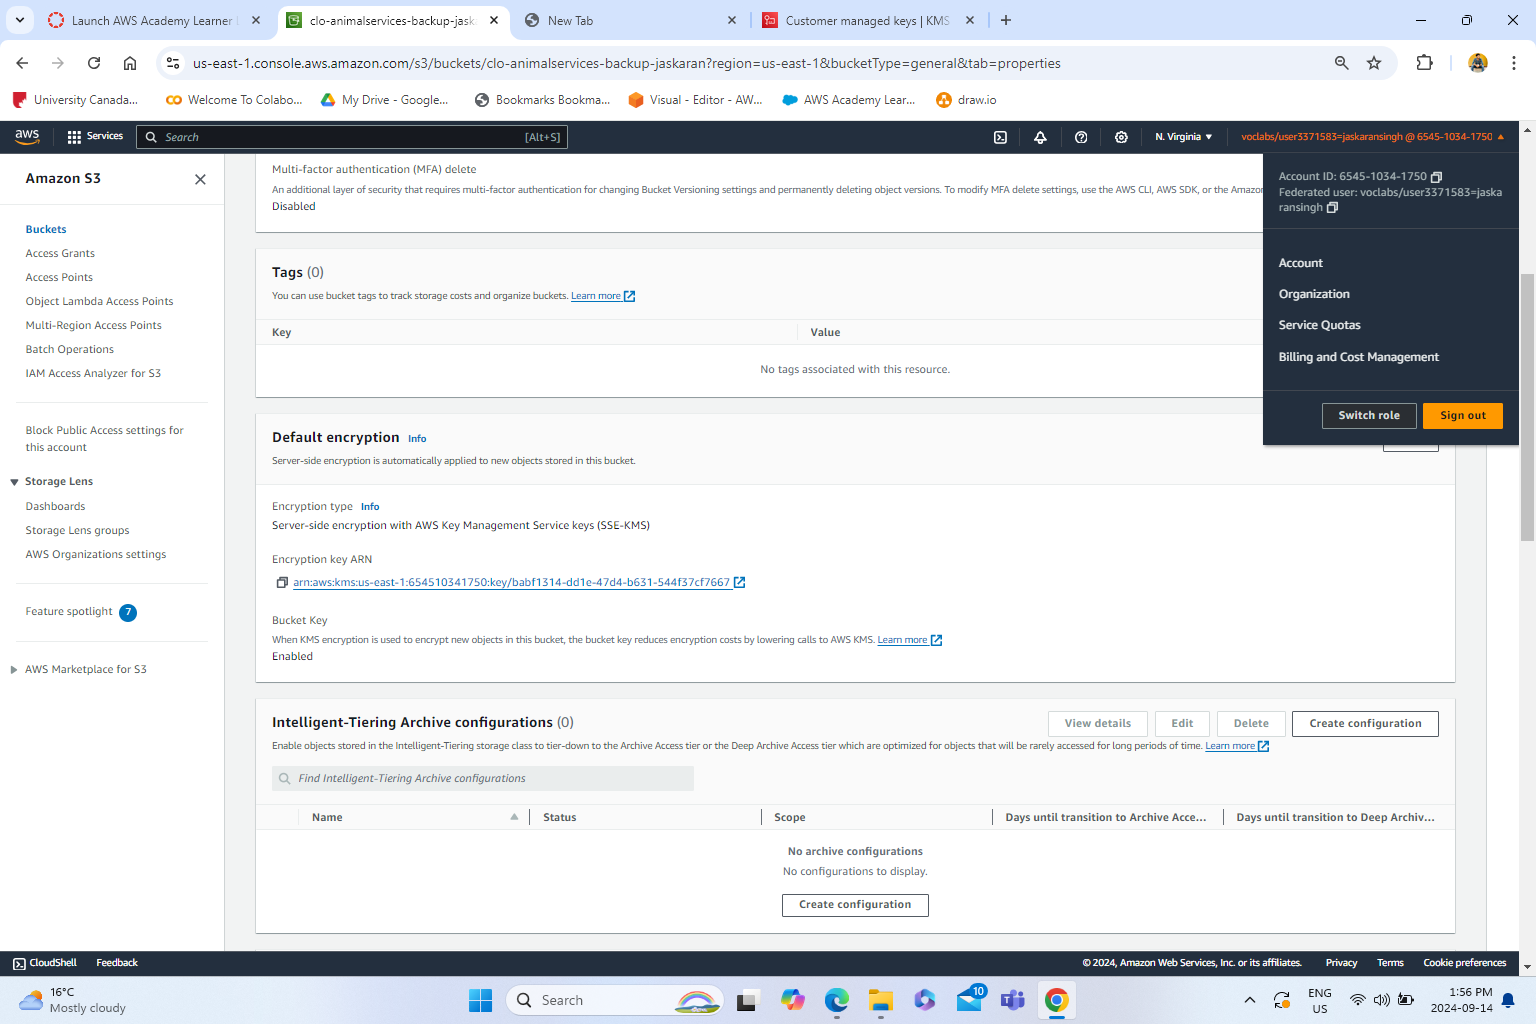 Launch AWS Academy Learner
clo-animalservices-backup-jaska
New Tab
Customer managed keys | KMS
us-east-1.console.aws.amazon.com/s3/buckets/clo-animalservices-backup-jaskaran?region=us-east-1&bucketType=general&tab=properties
University Canada...
Welcome To Colabo...
My Drive - Google...
Bookmarks Bookma...
Visual - Editor - AW...
AWS Academy Lear...
draw.io
aws
Services
Search
[Alt+S]
N. Virginia
voclabs/user3371583=jaskaransingh @ 6545-1034-1750
Account ID: 6545-1034-1750
Federated user: voclabs/user3371583=jaska
ransingh
Account
Organization
Service Quotas
Billing and Cost Management
Switch role
Sign out
Amazon S3
Buckets
Access Grants
Access Points
Object Lambda Access Points
Multi-Region Access Points
Batch Operations
IAM Access Analyzer for S3
Block Public Access settings for
this account
Storage Lens
Dashboards
Storage Lens groups
AWS Organizations settings
Feature spotlight 7
AWS Marketplace for S3
Multi-factor authentication (MFA) delete
An additional layer of security that requires multi-factor authentication for changing Bucket Versioning settings and permanently deleting object versions. To modify MFA delete settings, use the AWS CLI, AWS SDK, or the Amazon
Disabled
Tags (0)
You can use bucket tags to track storage costs and organize buckets. Learn more
Key
Value
No tags associated with this resource.
Default encryption Info
Server-side encryption is automatically applied to new objects stored in this bucket.
Encryption type Info
Server-side encryption with AWS Key Management Service keys (SSE-KMS)
Encryption key ARN
arn:aws:kms:us-east-1:654510341750:key/babf1314-dd1e-47d4-b631-544f37cf7667
Bucket Key
When KMS encryption is used to encrypt new objects in this bucket, the bucket key reduces encryption costs by lowering calls to AWS KMS. Learn more
Enabled
Intelligent-Tiering Archive configurations (0)
View details
Edit
Delete
Create configuration
Enable objects stored in the Intelligent-Tiering storage class to tier-down to the Archive Access tier or the Deep Archive Access tier which are optimized for objects that will be rarely accessed for long periods of time. Learn more
Find Intelligent-Tiering Archive configurations
Name
Status
Scope
Days until transition to Archive Acce...
Days until transition to Deep Archiv...
No archive configurations
No configurations to display.
Create configuration
CloudShell
Feedback
© 2024, Amazon Web Services, Inc. or its affiliates.
Privacy
Terms
Cookie preferences
16°C
Mostly cloudy
Search
10
ENG
US
1:56 PM
2024-09-14